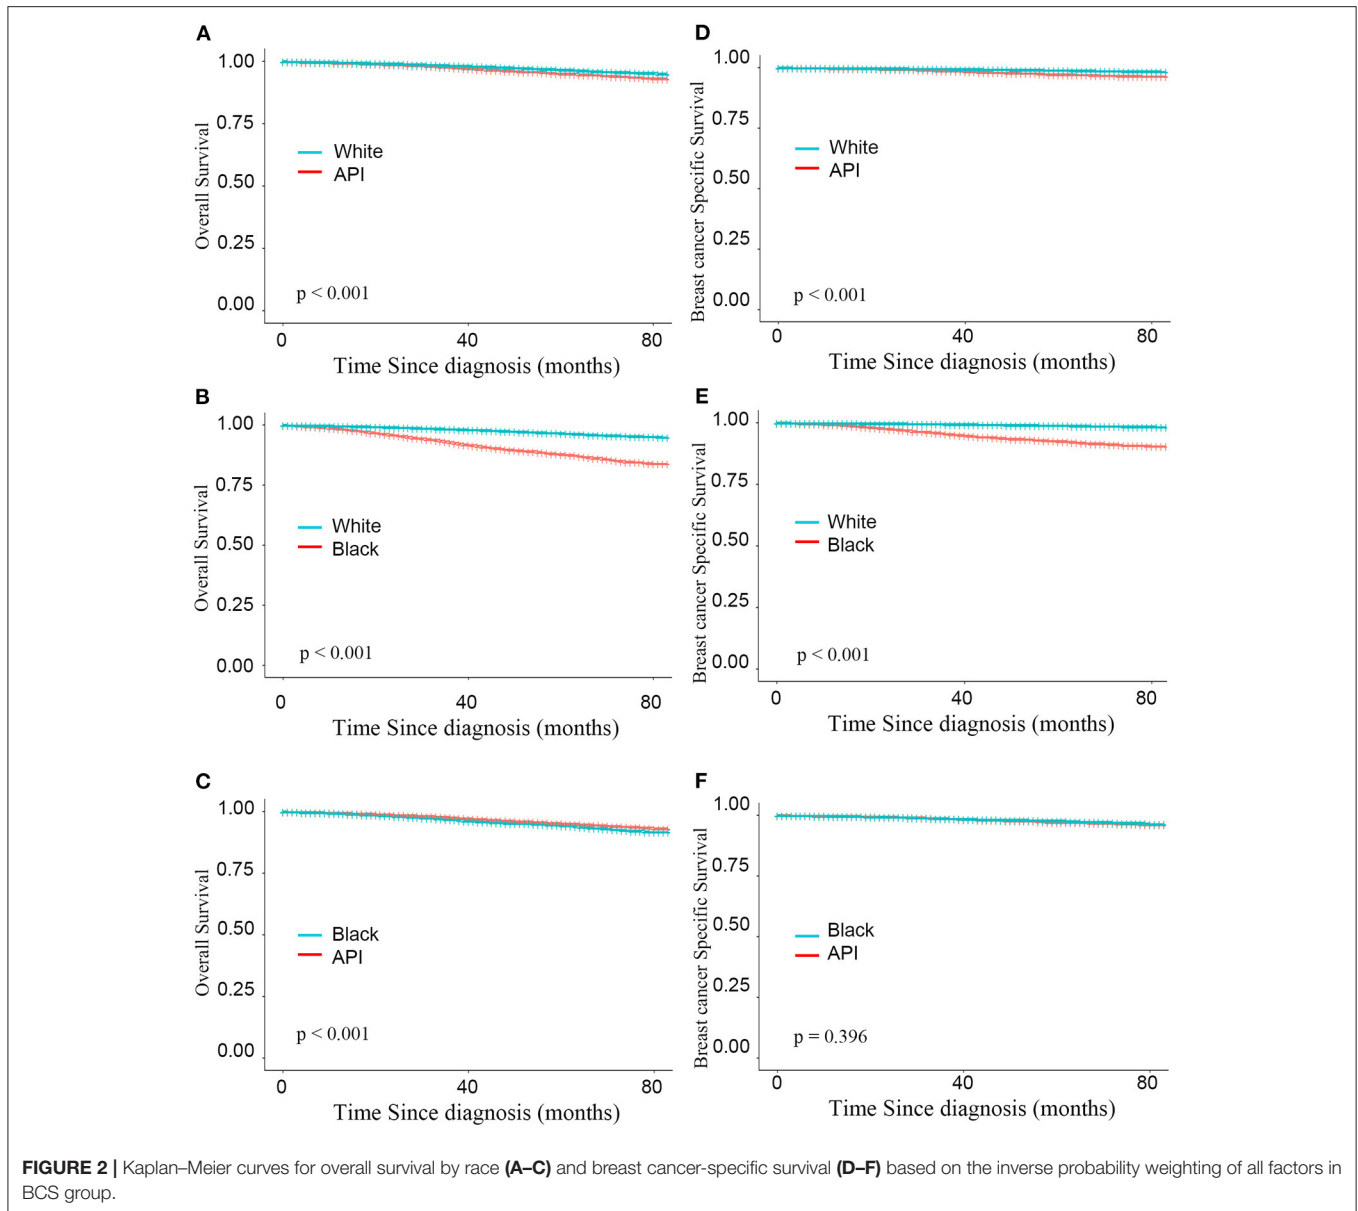 A
Overall Survival
1.00
0.75
0.50
0.25
0.00
White
API
p < 0.001
0 40 80
Time Since diagnosis (months)
D
Breast cancer Specific Survival
1.00
0.75
0.50
0.25
0.00
White
API
p < 0.001
0 40 80
Time Since diagnosis (months)
B
Overall Survival
1.00
0.75
0.50
0.25
0.00
White
Black
p < 0.001
0 40 80
Time Since diagnosis (months)
E
Breast cancer Specific Survival
1.00
0.75
0.50
0.25
0.00
White
Black
p < 0.001
0 40 80
Time Since diagnosis (months)
C
Overall Survival
1.00
0.75
0.50
0.25
0.00
Black
API
p < 0.001
0 40 80
Time Since diagnosis (months)
F
Breast cancer Specific Survival
1.00
0.75
0.50
0.25
0.00
Black
API
p = 0.396
0 40 80
Time Since diagnosis (months)
FIGURE 2 | Kaplan–Meier curves for overall survival by race (A–C) and breast cancer-specific survival (D–F) based on the inverse probability weighting of all factors in
BCS group.